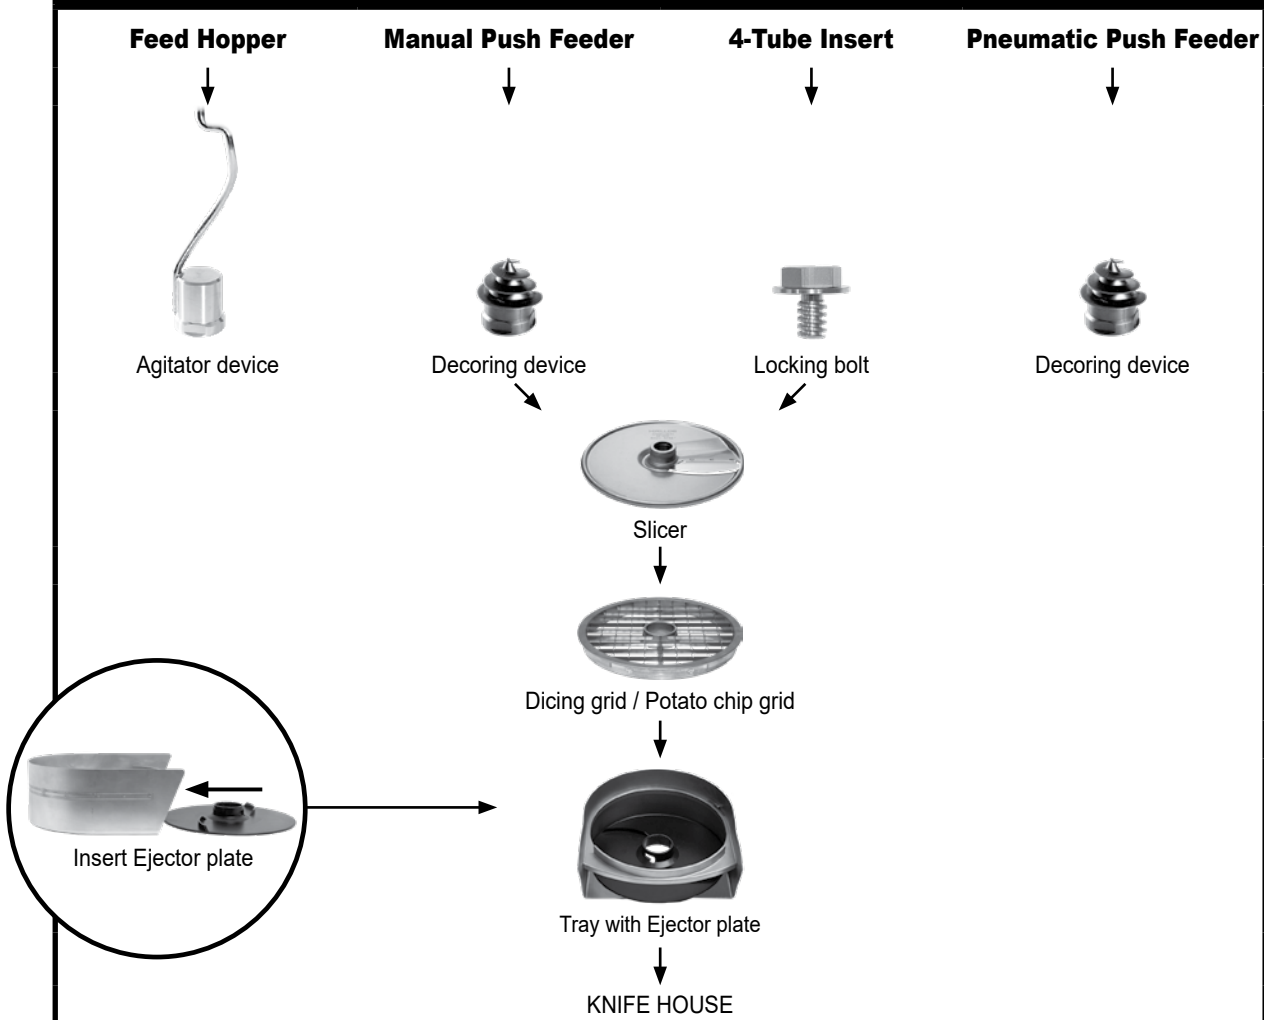 Feed Hopper
Manual Push Feeder
4-Tube Insert
Pneumatic Push Feeder
Agitator device
Decoring device
Locking bolt
Decoring device
Slicer
Dicing grid / Potato chip grid
Insert Ejector plate
Tray with Ejector plate
KNIFE HOUSE